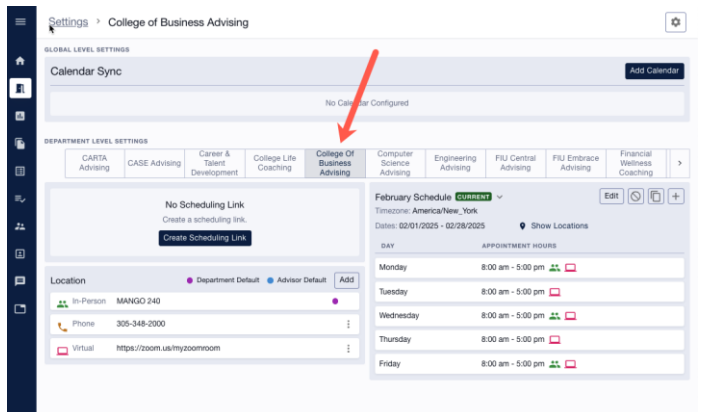 Settings > College of Business Advising
GLOBAL LEVEL SETTINGS
Calendar Sync
Add Calendar
No Calendar Configured
DEPARTMENT LEVEL SETTINGS
CARTA Advising
CASE Advising
Career & Talent Development
College Life Coaching
College Of Business Advising
Computer Science Advising
Engineering Advising
FIU Central Advising
FIU Embrace Advising
Financial Wellness Coaching
No Scheduling Link
Create a scheduling link.
Create Scheduling Link
Location
Department Default
Advisor Default
Add
In-Person MANGO 240
Phone 305-348-2000
Virtual https://zoom.us/myzoomroom
February Schedule CURRENT
Edit
Timezone: America/New_York
Dates: 02/01/2025 - 02/28/2025
Show Locations
DAY APPOINTMENT HOURS
Monday 8:00 am - 5:00 pm
Tuesday 8:00 am - 5:00 pm
Wednesday 8:00 am - 5:00 pm
Thursday 8:00 am - 5:00 pm
Friday 8:00 am - 5:00 pm